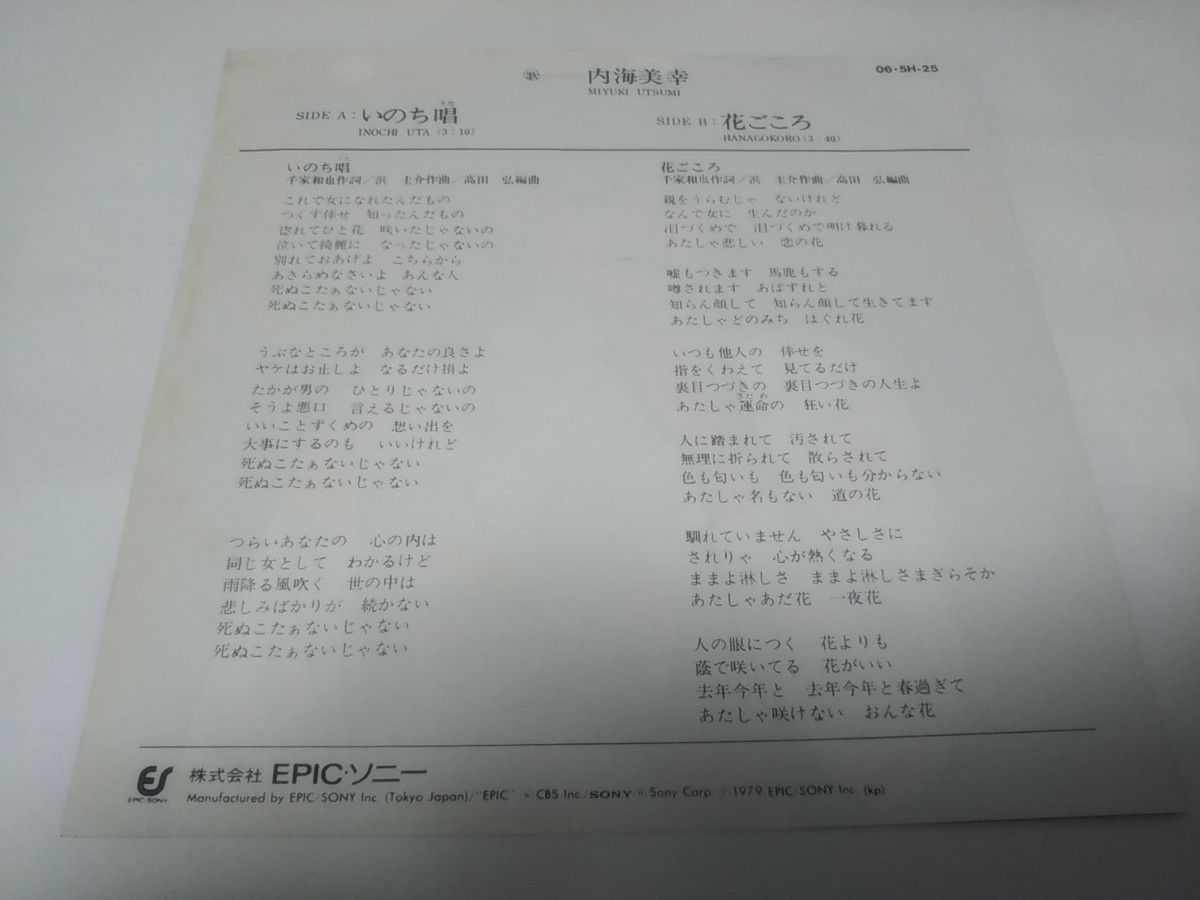 歌 内海美幸
MIYUKI UTSUMI
06・5H-25
SIDE A：いのち唱
うた
INOCHI UTA（3：10）
SIDE B：花ごころ
HANAGOKORO（3：40）
いのち唱
千家和也作詞／浜 圭介作曲／高田 弘編曲
これで女になれたんだもの
つくす倖せ 知ったんだもの
惚れてひと花 咲いたじゃないの
泣いて綺麗に なったじゃないの
別れておあげよ こちらから
あきらめなさいよ あんな人
死ぬこたぁないじゃない
死ぬこたぁないじゃない
うぶなところが あなたの良さよ
ヤケはお止しよ なるだけ損よ
たかが男の ひとりじゃないの
そうよ悪口 言えるじゃないの
いいことずくめの 想い出を
大事にするのも いいけれど
死ぬこたぁないじゃない
死ぬこたぁないじゃない
つらいあなたの 心の内は
同じ女として わかるけど
雨降る風吹く 世の中は
悲しみばかりが 続かない
死ぬこたぁないじゃない
死ぬこたぁないじゃない
花ごころ
千家和也作詞／浜 圭介作曲／高田 弘編曲
親をうらむじゃ ないけれど
なんで女に 生んだのか
泪づくめで 泪づくめで明け暮れる
あたしゃ悲しい 恋の花
嘘もつきます 馬鹿もする
噂されます あばずれと
知らん顔して 知らん顔して生きてます
あたしゃどのみち はぐれ花
いつも他人の 倖せを
指をくわえて 見てるだけ
裏目つづきの 裏目つづきの人生よ
あたしゃ運命の 狂い花
さだめ
人に踏まれて 汚されて
無理に折られて 散らされて
色も匂いも 色も匂いも分からない
あたしゃ名もない 道の花
馴れていません やさしさに
されりゃ 心が熱くなる
ままよ淋しさ ままよ淋しさまぎらそか
あたしゃあだ花 一夜花
人の眼につく 花よりも
蔭で咲いてる 花がいい
去年今年と 去年今年と春過ぎて
あたしゃ咲けない おんな花
ES
EPIC/SONY
株式会社 EPIC・ソニー
Manufactured by EPIC/SONY Inc. (Tokyo Japan)/"EPIC" ® CBS Inc./SONY ® Sony Corp. 1979 EPIC/SONY Inc. (kp)